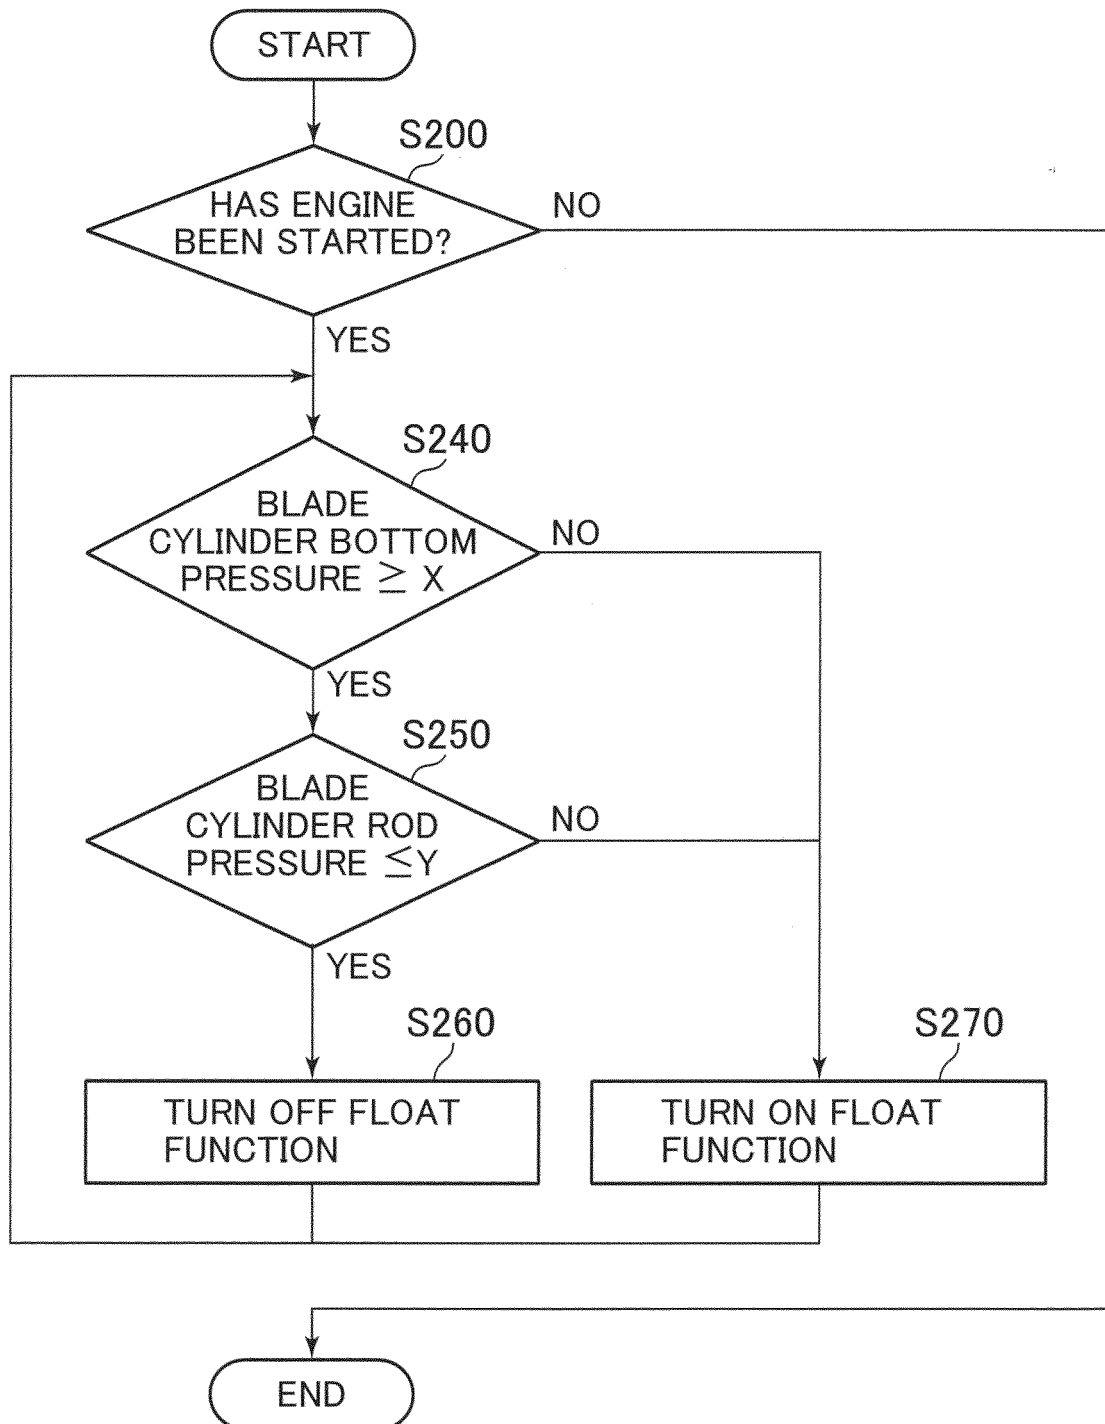 START
S200
HAS ENGINE
BEEN STARTED?
NO
YES
S240
BLADE
CYLINDER BOTTOM
PRESSURE ≧ X
NO
YES
S250
BLADE
CYLINDER ROD
PRESSURE ≦Y
NO
YES
S260
TURN OFF FLOAT
FUNCTION
S270
TURN ON FLOAT
FUNCTION
END